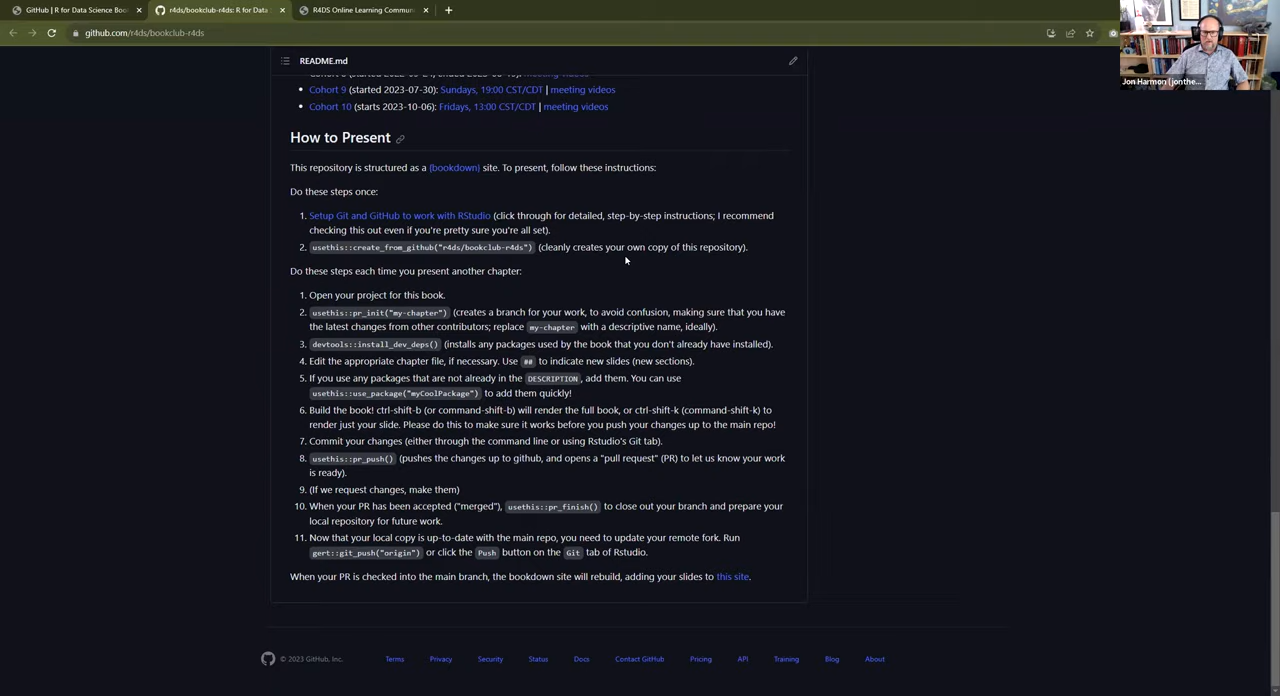 GitHub | R for Data Science Boo
r4ds/bookclub-r4ds: R for Data
R4DS Online Learning Commun
github.com/r4ds/bookclub-r4ds
Jon Harmon (jonthe...
README.md
Cohort 9 (started 2023-07-30): Sundays, 19:00 CST/CDT | meeting videos
Cohort 10 (starts 2023-10-06): Fridays, 13:00 CST/CDT | meeting videos
How to Present
This repository is structured as a {bookdown} site. To present, follow these instructions:
Do these steps once:
1. Setup Git and GitHub to work with RStudio (click through for detailed, step-by-step instructions; I recommend
checking this out even if you're pretty sure you're all set).
2. usethis::create_from_github("r4ds/bookclub-r4ds") (cleanly creates your own copy of this repository).
Do these steps each time you present another chapter:
1. Open your project for this book.
2. usethis::pr_init("my-chapter") (creates a branch for your work, to avoid confusion, making sure that you have
the latest changes from other contributors; replace my-chapter with a descriptive name, ideally).
3. devtools::install_dev_deps() (installs any packages used by the book that you don't already have installed).
4. Edit the appropriate chapter file, if necessary. Use ## to indicate new slides (new sections).
5. If you use any packages that are not already in the DESCRIPTION, add them. You can use
usethis::use_package("myCoolPackage") to add them quickly!
6. Build the book! ctrl-shift-b (or command-shift-b) will render the full book, or ctrl-shift-k (command-shift-k) to
render just your slide. Please do this to make sure it works before you push your changes up to the main repo!
7. Commit your changes (either through the command line or using Rstudio's Git tab).
8. usethis::pr_push() (pushes the changes up to github, and opens a "pull request" (PR) to let us know your work
is ready).
9. (If we request changes, make them)
10. When your PR has been accepted ("merged"), usethis::pr_finish() to close out your branch and prepare your
local repository for future work.
11. Now that your local copy is up-to-date with the main repo, you need to update your remote fork. Run
gert::git_push("origin") or click the Push button on the Git tab of Rstudio.
When your PR is checked into the main branch, the bookdown site will rebuild, adding your slides to this site.
© 2023 GitHub, Inc.
Terms
Privacy
Security
Status
Docs
Contact GitHub
Pricing
API
Training
Blog
About